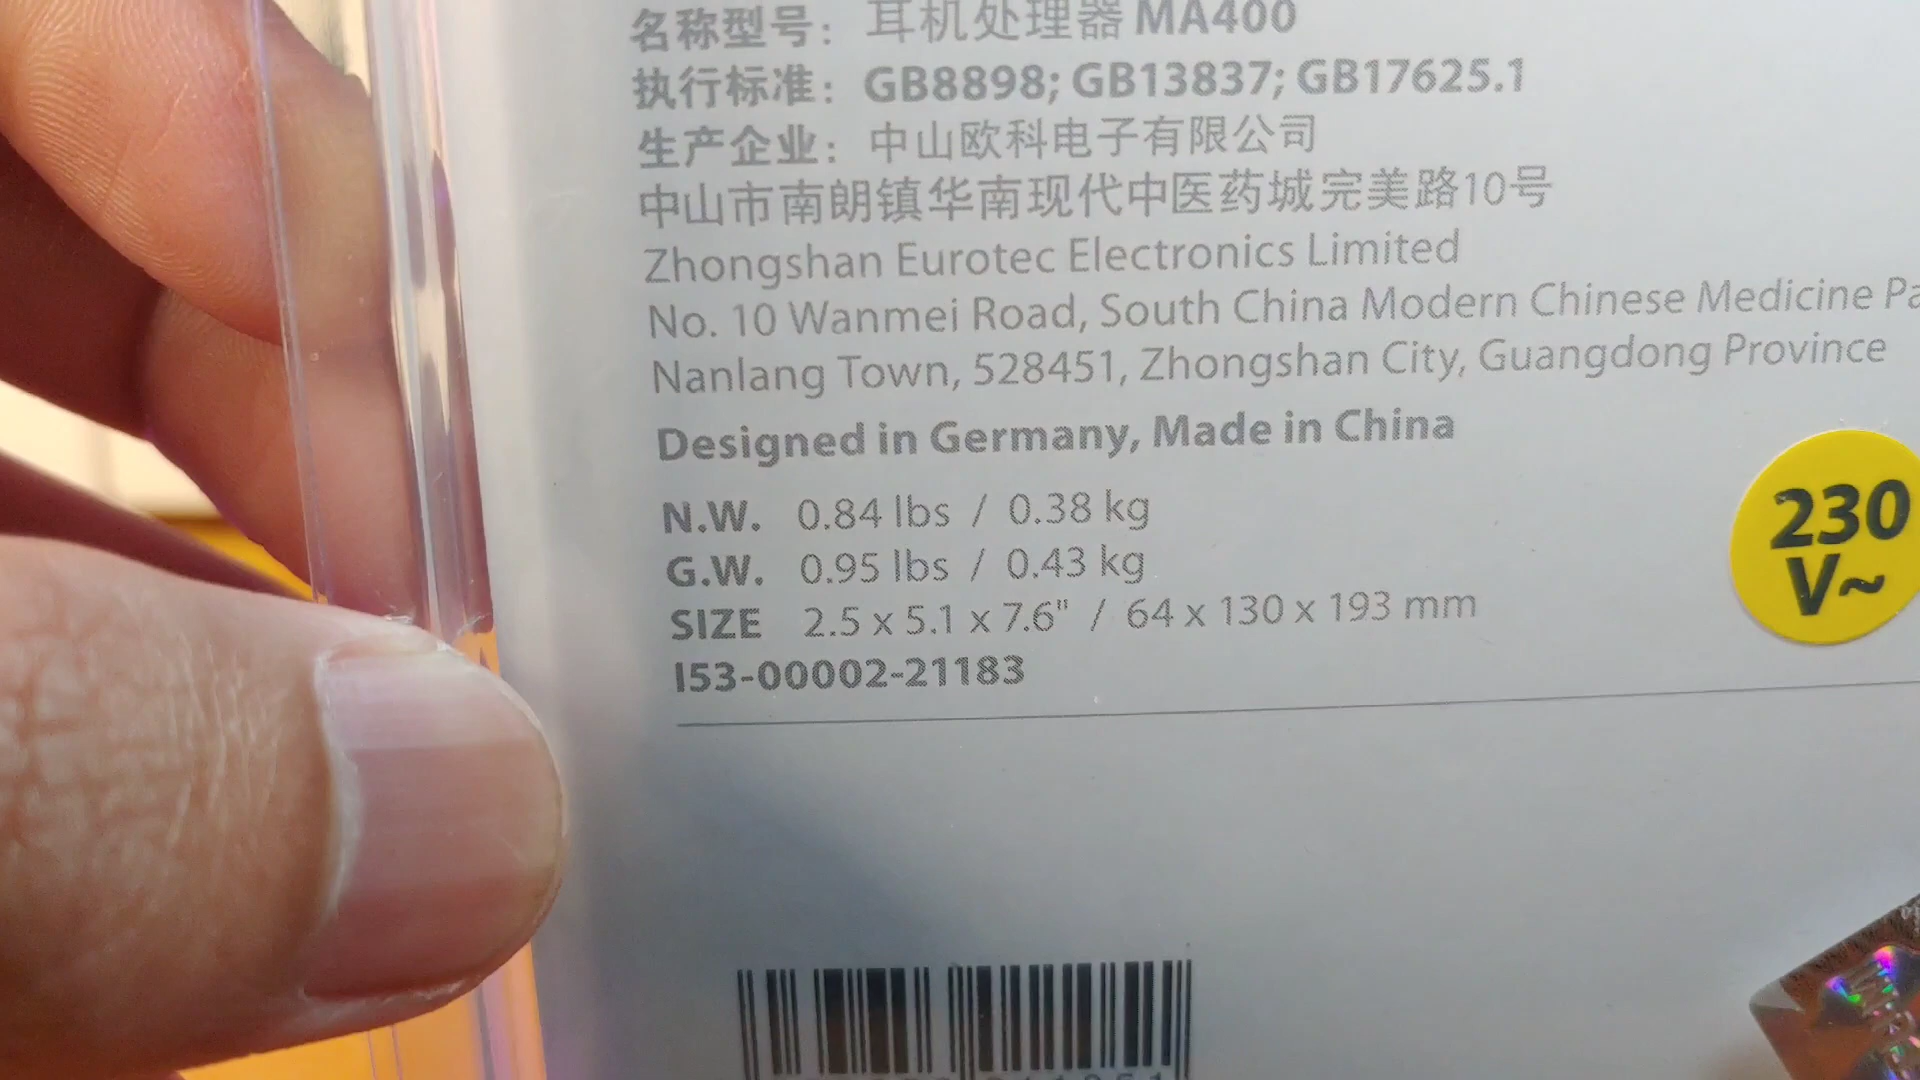 名称型号： 耳机处理器 MA400
执行标准： GB8898; GB13837; GB17625.1
生产企业： 中山欧科电子有限公司
中山市南朗镇华南现代中医药城完美路10号
Zhongshan Eurotec Electronics Limited
No. 10 Wanmei Road, South China Modern Chinese Medicine
Nanlang Town, 528451, Zhongshan City, Guangdong Province
Designed in Germany, Made in China
N.W. 0.84 lbs / 0.38 kg
G.W. 0.95 lbs / 0.43 kg
SIZE 2.5 x 5.1 x 7.6" / 64 x 130 x 193 mm
I53-00002-21183
230
V~